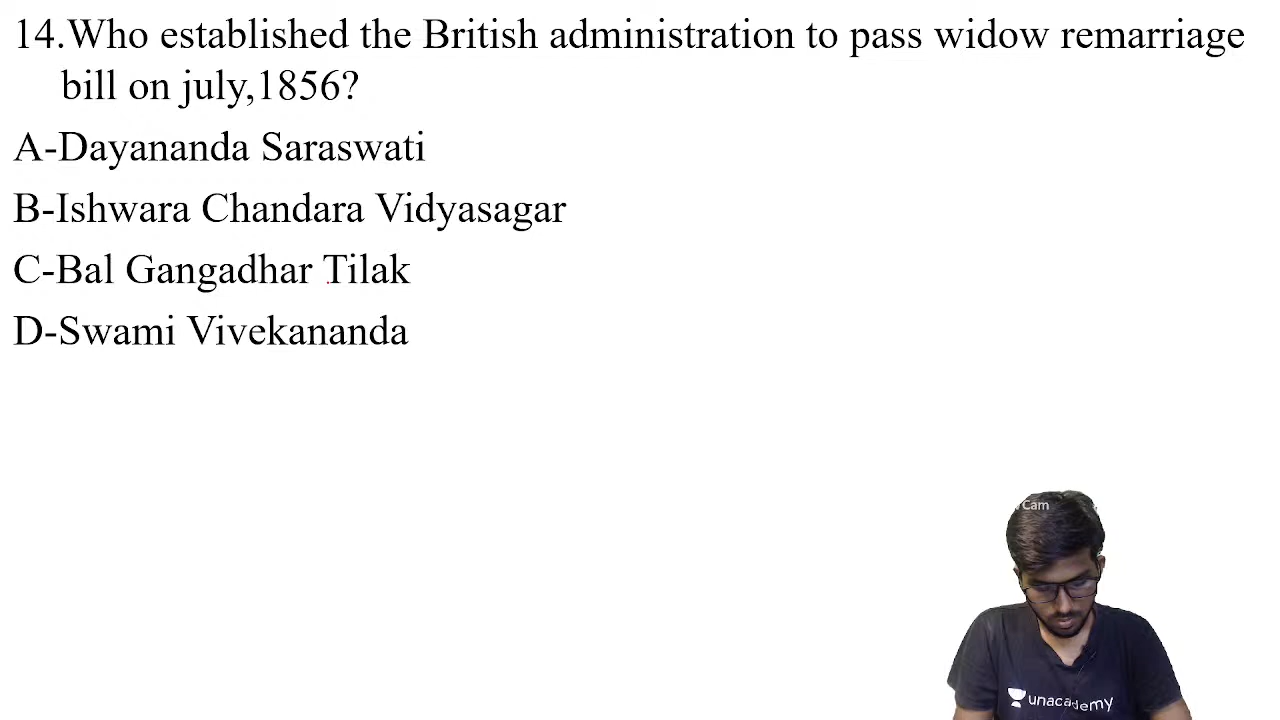 14.Who established the British administration to pass widow remarriage
bill on july,1856?
A-Dayananda Saraswati
B-Ishwara Chandara Vidyasagar
C-Bal Gangadhar Tilak
D-Swami Vivekananda
Cam
unacademy